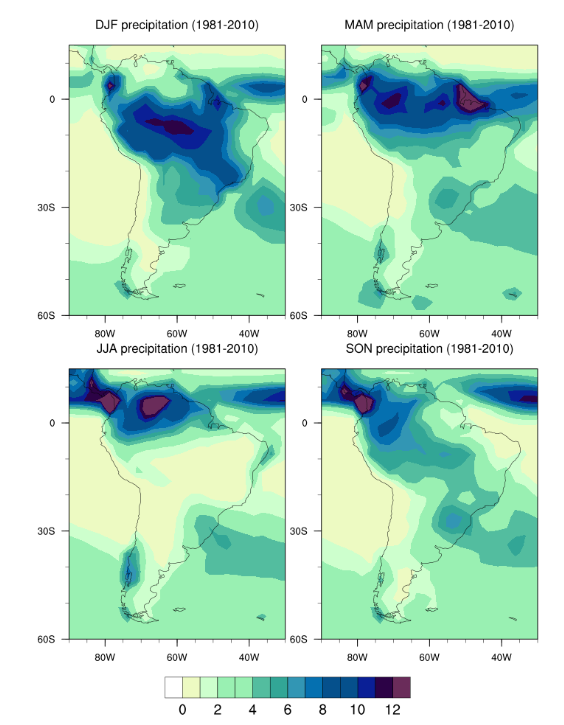 DJF precipitation (1981-2010)
MAM precipitation (1981-2010)
0
30S
60S
80W 60W 40W
0
30S
60S
80W 60W 40W
JJA precipitation (1981-2010)
SON precipitation (1981-2010)
0
30S
60S
80W 60W 40W
0
30S
60S
80W 60W 40W
0 2 4 6 8 10 12